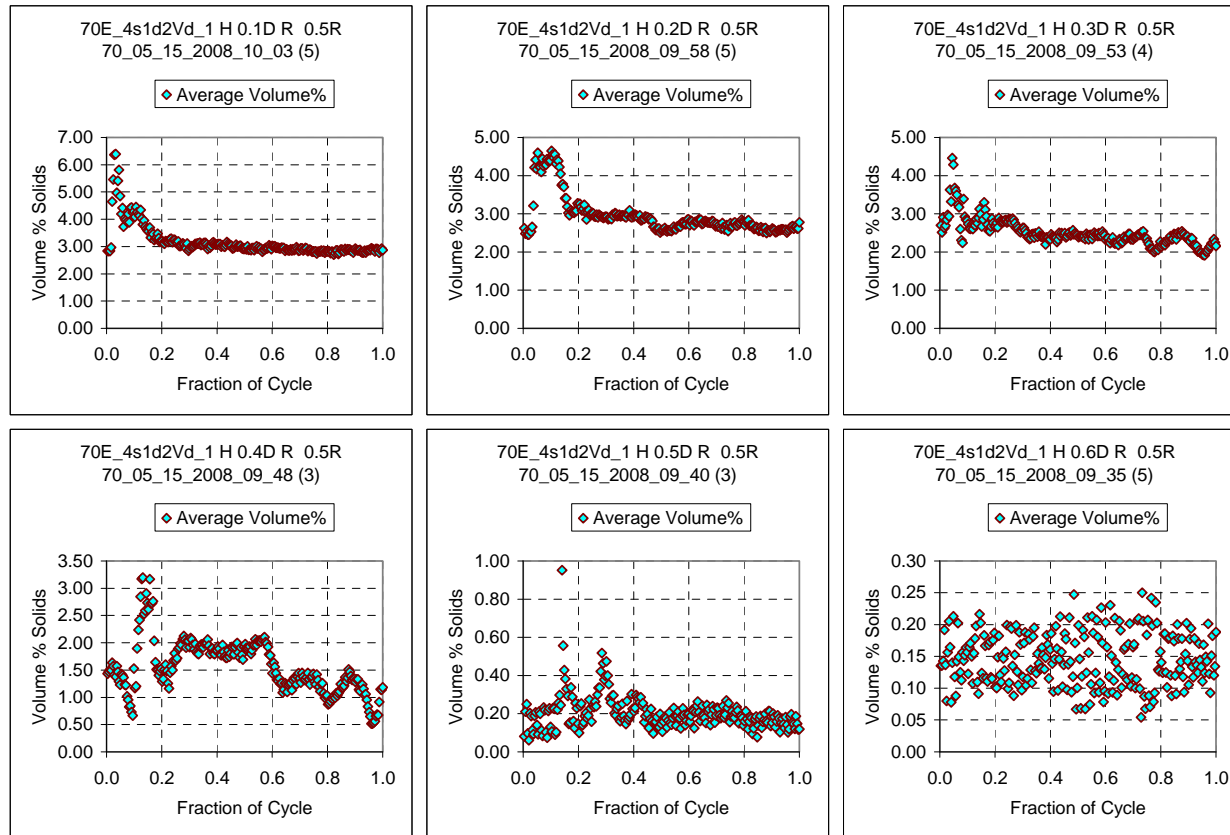 70E_4s1d2Vd_1 H 0.1D R 0.5R
70_05_15_2008_10_03 (5)
Average Volume%
Volume % Solids
7.00
6.00
5.00
4.00
3.00
2.00
1.00
0.00
0.0 0.2 0.4 0.6 0.8 1.0
Fraction of Cycle
70E_4s1d2Vd_1 H 0.2D R 0.5R
70_05_15_2008_09_58 (5)
Average Volume%
Volume % Solids
5.00
4.00
3.00
2.00
1.00
0.00
0.0 0.2 0.4 0.6 0.8 1.0
Fraction of Cycle
70E_4s1d2Vd_1 H 0.3D R 0.5R
70_05_15_2008_09_53 (4)
Average Volume%
Volume % Solids
5.00
4.00
3.00
2.00
1.00
0.00
0.0 0.2 0.4 0.6 0.8 1.0
Fraction of Cycle
70E_4s1d2Vd_1 H 0.4D R 0.5R
70_05_15_2008_09_48 (3)
Average Volume%
Volume % Solids
3.50
3.00
2.50
2.00
1.50
1.00
0.50
0.00
0.0 0.2 0.4 0.6 0.8 1.0
Fraction of Cycle
70E_4s1d2Vd_1 H 0.5D R 0.5R
70_05_15_2008_09_40 (3)
Average Volume%
Volume % Solids
1.00
0.80
0.60
0.40
0.20
0.00
0.0 0.2 0.4 0.6 0.8 1.0
Fraction of Cycle
70E_4s1d2Vd_1 H 0.6D R 0.5R
70_05_15_2008_09_35 (5)
Average Volume%
Volume % Solids
0.30
0.25
0.20
0.15
0.10
0.05
0.00
0.0 0.2 0.4 0.6 0.8 1.0
Fraction of Cycle